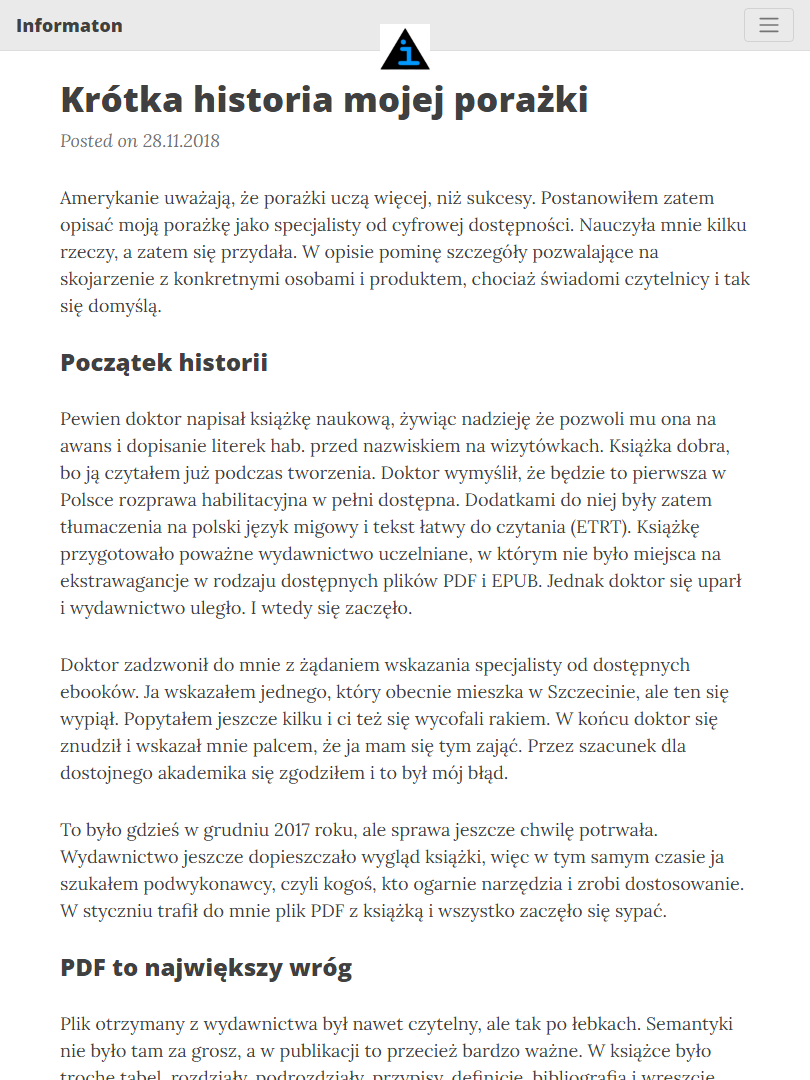 Informaton
i
Krótka historia mojej porażki
Posted on 28.11.2018
Amerykanie uważają, że porażki uczą więcej, niż sukcesy. Postanowiłem zatem
opisać moją porażkę jako specjalisty od cyfrowej dostępności. Nauczyła mnie kilku
rzeczy, a zatem się przydała. W opisie pominę szczegóły pozwalające na
skojarzenie z konkretnymi osobami i produktem, chociaż świadomi czytelnicy i tak
się domyślą.
Początek historii
Pewien doktor napisał książkę naukową, żywiąc nadzieję że pozwoli mu ona na
awans i dopisanie literek hab. przed nazwiskiem na wizytówkach. Książka dobra,
bo ją czytałem już podczas tworzenia. Doktor wymyślił, że będzie to pierwsza w
Polsce rozprawa habilitacyjna w pełni dostępna. Dodatkami do niej były zatem
tłumaczenia na polski język migowy i tekst łatwy do czytania (ETRT). Książkę
przygotowało poważne wydawnictwo uczelniane, w którym nie było miejsca na
ekstrawagancje w rodzaju dostępnych plików PDF i EPUB. Jednak doktor się uparł
i wydawnictwo uległo. I wtedy się zaczęło.
Doktor zadzwonił do mnie z żądaniem wskazania specjalisty od dostępnych
ebooków. Ja wskazałem jednego, który obecnie mieszka w Szczecinie, ale ten się
wypiął. Popytałem jeszcze kilku i ci też się wycofali rakiem. W końcu doktor się
znudził i wskazał mnie palcem, że ja mam się tym zająć. Przez szacunek dla
dostojnego akademika się zgodziłem i to był mój błąd.
To było gdzieś w grudniu 2017 roku, ale sprawa jeszcze chwilę potrwała.
Wydawnictwo jeszcze dopieszczało wygląd książki, więc w tym samym czasie ja
szukałem podwykonawcy, czyli kogoś, kto ogarnie narzędzia i zrobi dostosowanie.
W styczniu trafił do mnie plik PDF z książką i wszystko zaczęło się sypać.
PDF to największy wróg
Plik otrzymany z wydawnictwa był nawet czytelny, ale tak po łebkach. Semantyki
nie było tam za grosz, a w publikacji to przecież bardzo ważne. W książce było
trochę tabel, rozdziały, podrozdziały, przypisy, definicje, bibliografia i wreszcie